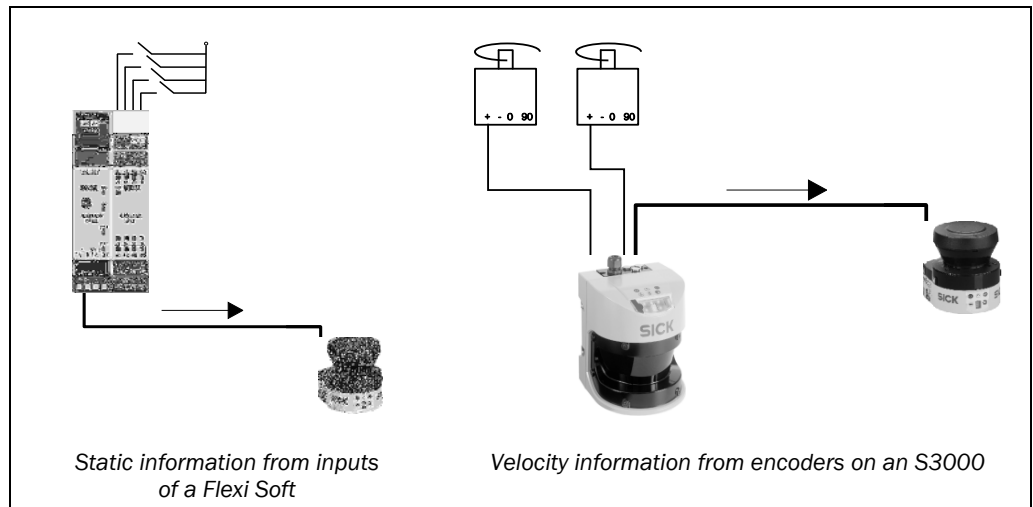 + - 0 90
+ - 0 90
SICK
SICK
Static information from inputs
of a Flexi Soft
Velocity information from encoders on an S3000